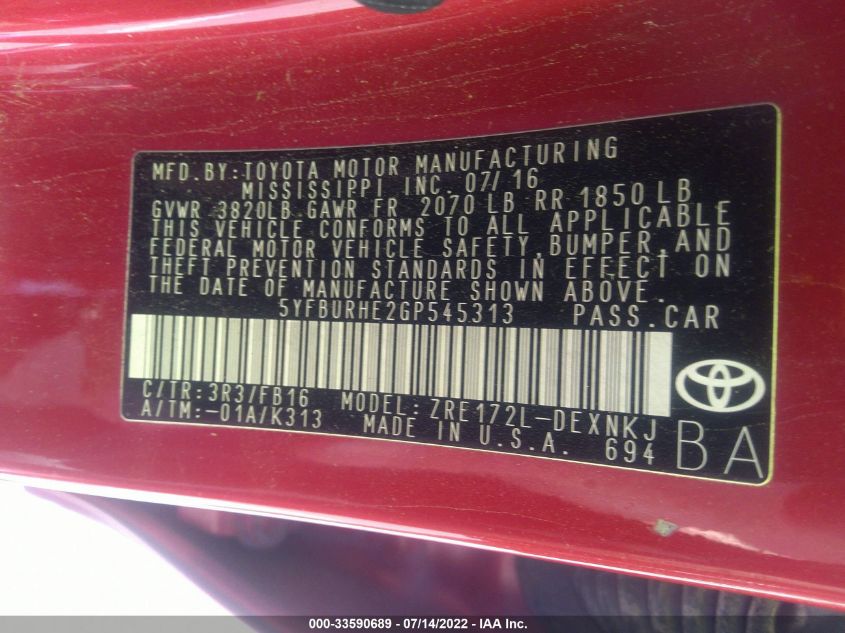 MFD.BY:TOYOTA MOTOR MANUFACTURING
MISSISSIPPI INC. 07/16
GVWR 3820LB GAWR FR 2070 LB RR 1850 LB
THIS VEHICLE CONFORMS TO ALL APPLICABLE
FEDERAL MOTOR VEHICLE SAFETY,BUMPER,AND
THEFT PREVENTION STANDARDS IN EFFECT ON
THE DATE OF MANUFACTURE SHOWN ABOVE.
5YFBURHE2GP545313 PASS.CAR
C/TR:3R3/FB16 MODEL:ZRE172L-DEXNKJ
A/TM:-01A/K313 MADE IN U.S.A. 694
BA
000-33590689 - 07/14/2022 - IAA Inc.